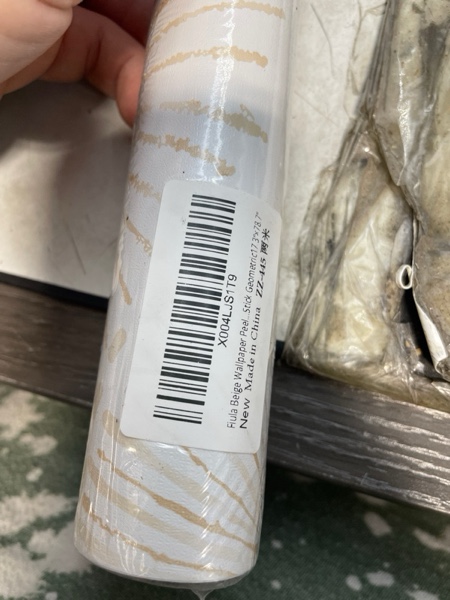 X004LJS1T9
Fiula Beige Wallpaper Peel...Stick Geometric17.3"x78.7"
New Made in China ZZ-445 两米